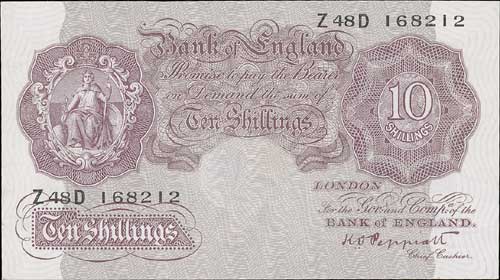 Z48D 168212
Bank of England
Promise to pay the Bearer
on Demand the sum of
Ten Shillings
10
SHILLINGS
Z48D 168212
Ten Shillings
LONDON
For the Govr and Compa of the
BANK OF ENGLAND.
K.O. Peppiatt
Chief Cashier.